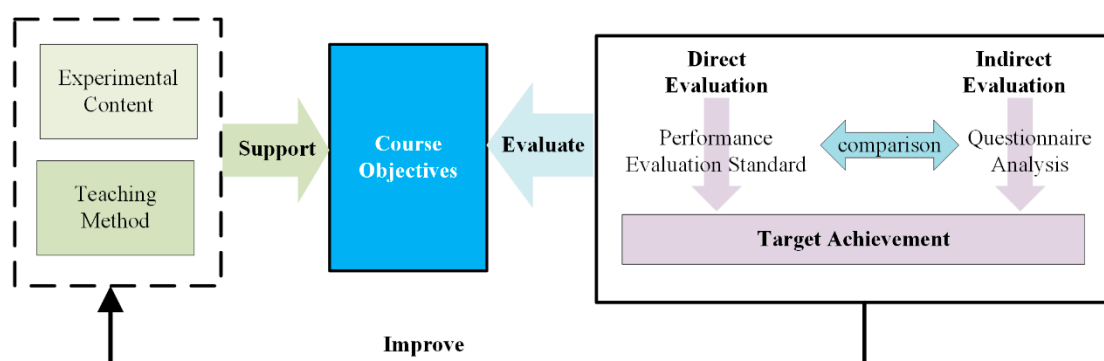 Experimental
Content
Teaching
Method
Support
Course
Objectives
Evaluate
Direct
Evaluation
Performance
Evaluation Standard
comparison
Indirect
Evaluation
Questionnaire
Analysis
Target Achievement
Improve